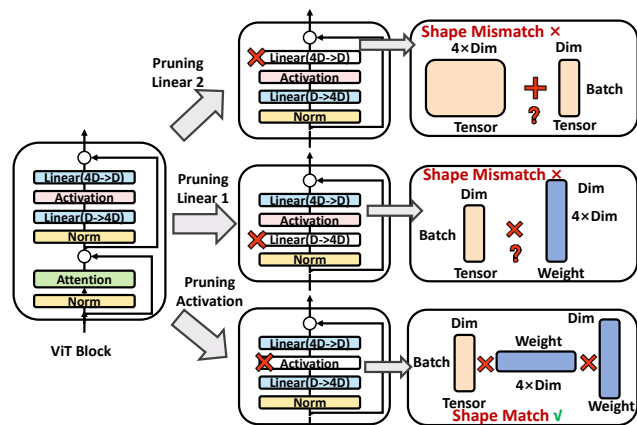 Linear(4D->D)
Activation
Linear(D->4D)
Norm
Attention
Norm
ViT Block
Pruning
Linear 2
Pruning
Linear 1
Pruning
Activation
Linear(4D->D)
Activation
Linear(D->4D)
Norm
Linear(4D->D)
Activation
Linear(D->4D)
Norm
Linear(4D->D)
Activation
Linear(D->4D)
Norm
Shape Mismatch ×
4×Dim
Dim
+
Batch
?
Tensor
Tensor
Shape Mismatch ×
Dim
Dim
4×Dim
Batch
×
?
Tensor
Weight
Dim
Dim
Weight
Batch
×
×
4×Dim
Tensor
Weight
Shape Match √